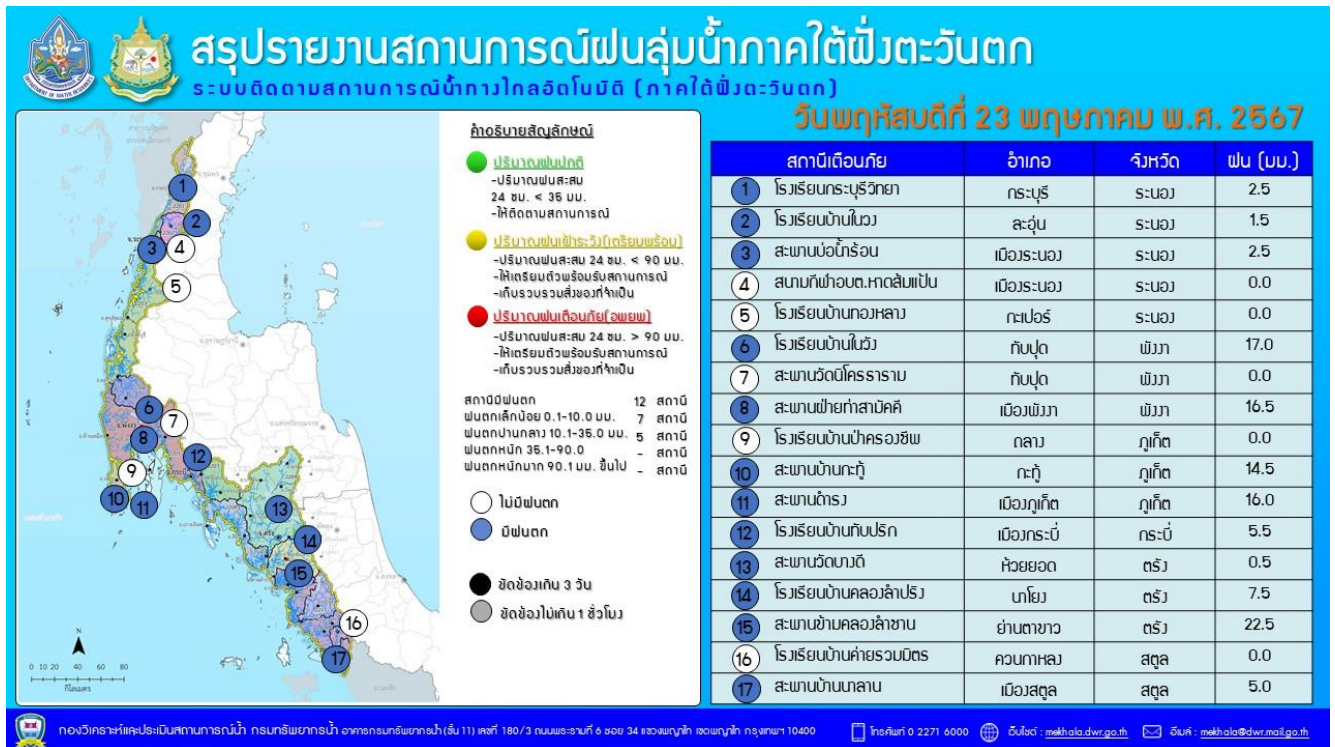 สรุปรายงานสถานการณ์ฝนลุ่มน้ำภาคใต้ฝั่งตะวันตก
ระบบติดตามสถานการณ์น้ำทางไกลอัตโนมัติ (ภาคใต้ฝั่งตะวันตก)
วันพฤหัสบดีที่ 23 พฤษภาคม พ.ศ. 2567
คำอธิบายสัญลักษณ์
ปริมาณฝนปกติ
-ปริมาณฝนสะสม
24 ชม. < 35 มม.
-ให้ติดตามสถานการณ์
ปริมาณฝนเฝ้าระวัง(เตรียมพร้อม)
-ปริมาณฝนสะสม 24 ชม. < 90 มม.
-ให้เตรียมตัวพร้อมรับสถานการณ์
-เก็บรวบรวมสิ่งของที่จำเป็น
ปริมาณฝนเตือนภัย(อพยพ)
-ปริมาณฝนสะสม 24 ชม. > 90 มม.
-ให้เตรียมตัวพร้อมรับสถานการณ์
-เก็บรวบรวมสิ่งของที่จำเป็น
สถานีมีฝนตก 12 สถานี
ฝนตกเล็กน้อย 0.1-10.0 มม. 7 สถานี
ฝนตกปานกลาง 10.1-35.0 มม. 5 สถานี
ฝนตกหนัก 35.1-90.0 - สถานี
ฝนตกหนักมาก 90.1 มม. ขึ้นไป - สถานี
ไม่มีฝนตก
มีฝนตก
ขัดข้องเกิน 3 วัน
ขัดข้องไม่เกิน 1 ชั่วโมง
1
2
3
4
5
6
7
8
9
10
11
12
13
14
15
16
17
N
0 10 20 40 60 80
กิโลเมตร
สถานีเตือนภัย อำเภอ จังหวัด ฝน (มม.)
1 โรงเรียนกระบุรีวิทยา กระบุรี ระนอง 2.5
2 โรงเรียนบ้านในวง ละอุ่น ระนอง 1.5
3 สะพานบ่อน้ำร้อน เมืองระนอง ระนอง 2.5
4 สนามกีฬาอบต.หาดส้มแป้น เมืองระนอง ระนอง 0.0
5 โรงเรียนบ้านทองหลาง กะเปอร์ ระนอง 0.0
6 โรงเรียนบ้านในวัง ทับปุด พังงา 17.0
7 สะพานวัดนิโครธาราม ทับปุด พังงา 0.0
8 สะพานฝ่ายท่าสามัคคี เมืองพังงา พังงา 16.5
9 โรงเรียนบ้านป่าครองชีพ ถลาง ภูเก็ต 0.0
10 สะพานบ้านกะทู้ กะทู้ ภูเก็ต 14.5
11 สะพานดำรง เมืองภูเก็ต ภูเก็ต 16.0
12 โรงเรียนบ้านทับปริก เมืองกระบี่ กระบี่ 5.5
13 สะพานวัดบางดี ห้วยยอด ตรัง 0.5
14 โรงเรียนบ้านคลองลำปริง นาโยง ตรัง 7.5
15 สะพานข้ามคลองลำชาน ย่านตาขาว ตรัง 22.5
16 โรงเรียนบ้านค่ายรวมมิตร ควนกาหลง สตูล 0.0
17 สะพานบ้านนาลาน เมืองสตูล สตูล 5.0
กองวิเคราะห์และประเมินสถานการณ์น้ำ กรมทรัพยากรน้ำ อาคารกรมทรัพยากรน้ำ (ชั้น 11) เลขที่ 180/3 ถนนพระรามที่ 6 ซอย 34 แขวงพญาไท เขตพญาไท กรุงเทพฯ 10400 โทรศัพท์ 0 2271 6000 เว็บไซต์ : mekhala.dwr.go.th อีเมล์ : mekhala@dwr.mail.go.th